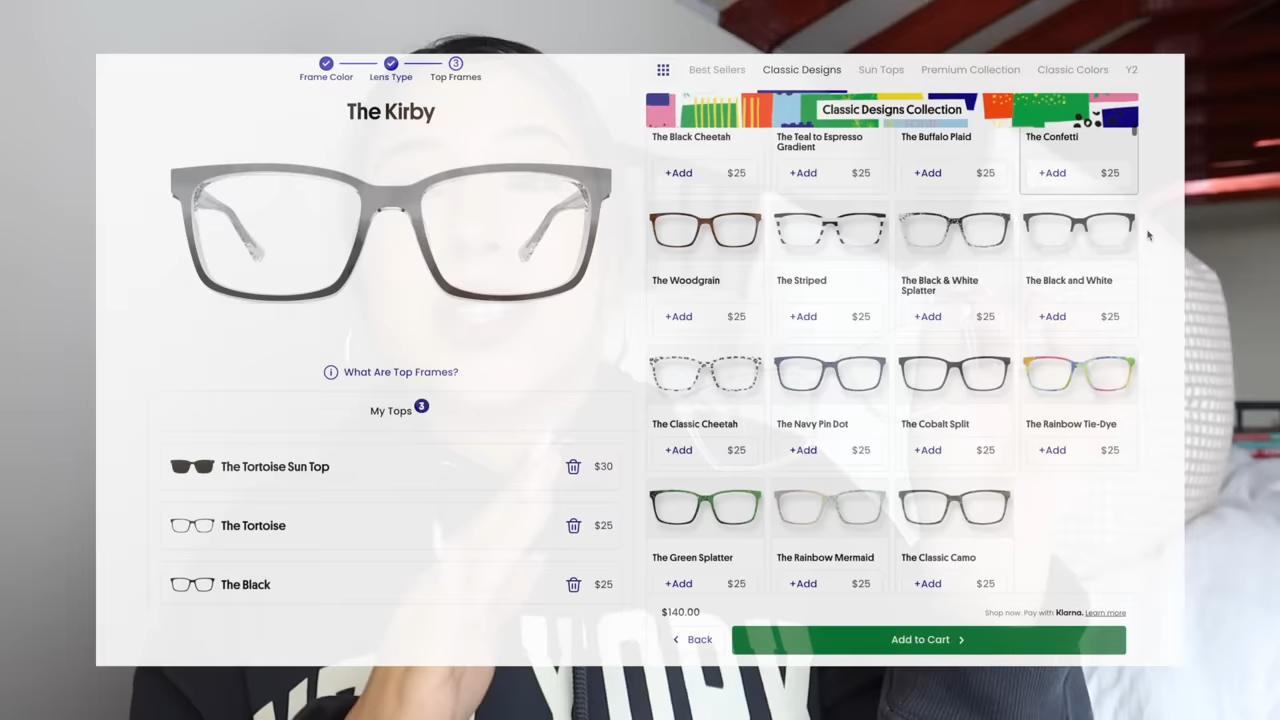 Frame Color
Lens Type
3
Top Frames
The Kirby
What Are Top Frames?
My Tops 3
The Tortoise Sun Top
$30
The Tortoise
$25
The Black
$25
Best Sellers
Classic Designs
Sun Tops
Premium Collection
Classic Colors
Y2
Classic Designs Collection
The Black Cheetah
+Add $25
The Teal to Espresso
Gradient
+Add $25
The Buffalo Plaid
+Add $25
The Confetti
+Add $25
The Woodgrain
+Add $25
The Striped
+Add $25
The Black & White
Splatter
+Add $25
The Black and White
+Add $25
The Classic Cheetah
+Add $25
The Navy Pin Dot
+Add $25
The Cobalt Split
+Add $25
The Rainbow Tie-Dye
+Add $25
The Green Splatter
+Add $25
The Rainbow Mermaid
+Add $25
The Classic Camo
+Add $25
$140.00
Shop now. Pay with Klarna. Learn more
Back
Add to Cart